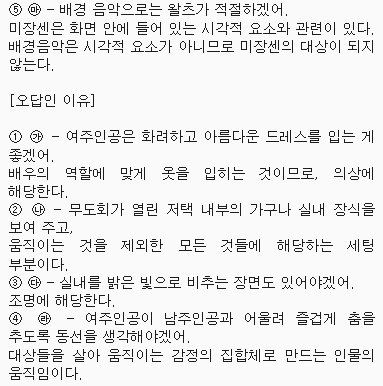 ⑤ ㉲ - 배경 음악으로는 왈츠가 적절하겠어.
미장센은 화면 안에 들어 있는 시각적 요소와 관련이 있다.
배경음악은 시각적 요소가 아니므로 미장센의 대상이 되지
않는다.
[오답인 이유]
① ㉮ - 여주인공은 화려하고 아름다운 드레스를 입는 게
좋겠어.
배우의 역할에 맞게 옷을 입히는 것이므로, 의상에
해당한다.
② ㉯ - 무도회가 열린 저택 내부의 가구나 실내 장식을
보여 주고,
움직이는 것을 제외한 모든 것들에 해당하는 세팅
부분이다.
③ ㉰ - 실내를 밝은 빛으로 비추는 장면도 있어야겠어.
조명에 해당한다.
④ ㉱ - 여주인공이 남주인공과 어울려 즐겁게 춤을
추도록 동선을 생각해야겠어.
대상들을 살아 움직이는 감정의 집합체로 만드는 인물의
움직임이다.